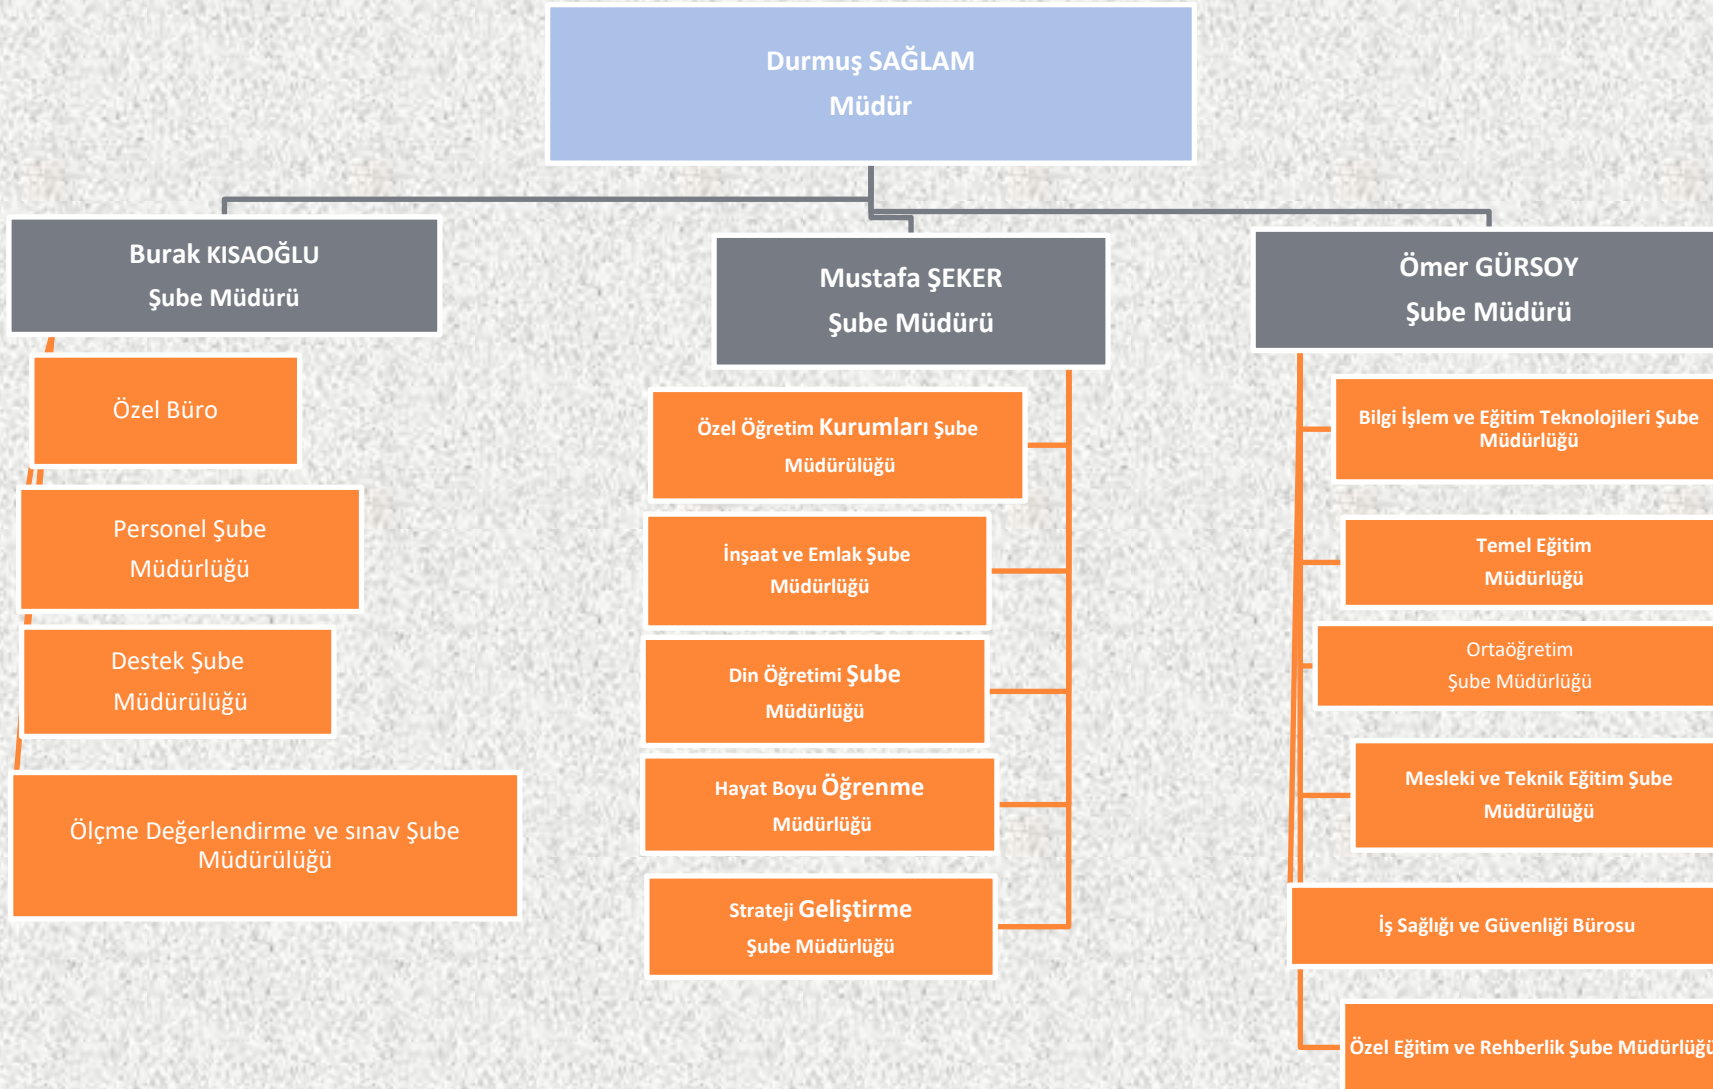 Durmuş SAĞLAM
Müdür
Burak KISAOĞLU
Şube Müdürü
Özel Büro
Personel Şube
Müdürlüğü
Destek Şube
Müdürülüğü
Ölçme Değerlendirme ve sınav Şube
Müdürülüğü
Mustafa ŞEKER
Şube Müdürü
Özel Öğretim Kurumları Şube
Müdürülüğü
İnşaat ve Emlak Şube
Müdürlüğü
Din Öğretimi Şube
Müdürlüğü
Hayat Boyu Öğrenme
Müdürlüğü
Strateji Geliştirme
Şube Müdürlüğü
Ömer GÜRSOY
Şube Müdürü
Bilgi İşlem ve Eğitim Teknolojileri Şube
Müdürlüğü
Temel Eğitim
Müdürlüğü
Ortaöğretim
Şube Müdürlüğü
Mesleki ve Teknik Eğitim Şube
Müdürülüğü
İş Sağlığı ve Güvenliği Bürosu
Özel Eğitim ve Rehberlik Şube Müdürlüğü